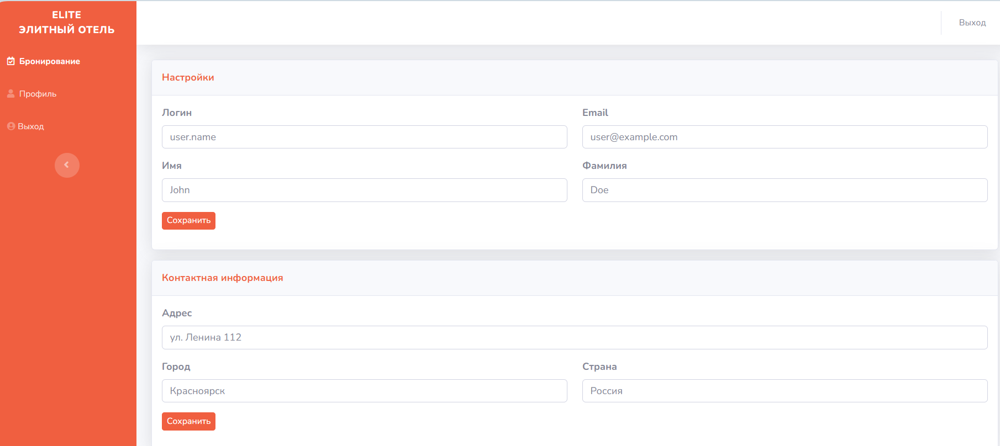 ELITE
ЭЛИТНЫЙ ОТЕЛЬ
Бронирование
Профиль
Выход
Выход
Настройки
Логин
Email
user.name
user@example.com
Имя
Фамилия
John
Doe
Сохранить
Контактная информация
Адрес
ул. Ленина 112
Город
Страна
Красноярск
Россия
Сохранить